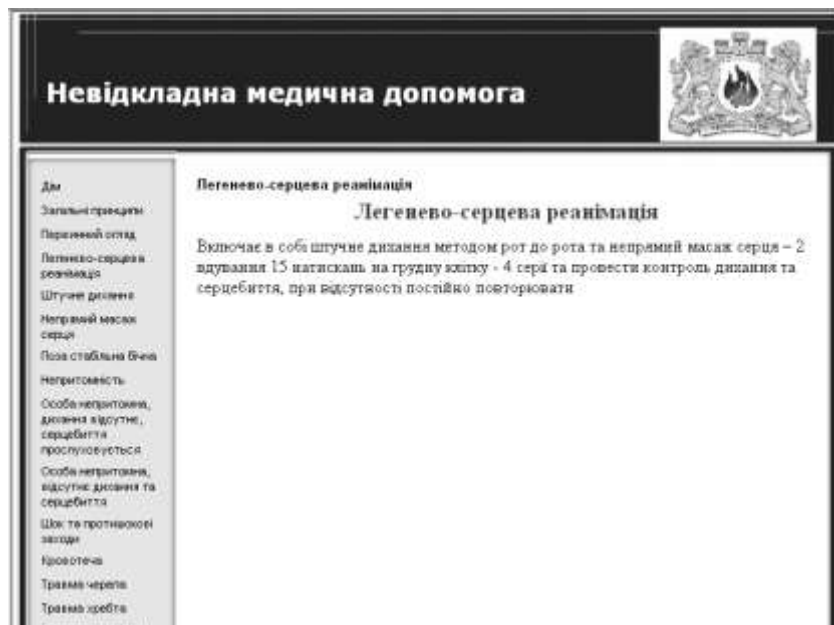 Невідкладна медична допомога
Дім
Загальні принципи
Первинний огляд
Легенево-серцева
реанімація
Штучне дихання
Непрямий масаж
серця
Поза стабільна бічна
Непритомність
Особа непритомна,
дихання відсутнє,
серцебиття
прослуховується
Особа непритомна,
відсутнє дихання та
серцебиття
Шок та протишокові
заходи
Кровотеча
Травма черепа
Травма хребта
Легенево-серцева реанімація
Легенево-серцева реанімація
Включає в собі штучне дихання методом рот до рота та непрямий масаж серця – 2
вдування 15 натискань на грудну клітку - 4 серії та провести контроль дихання та
серцебиття, при відсутності постійно повторювати